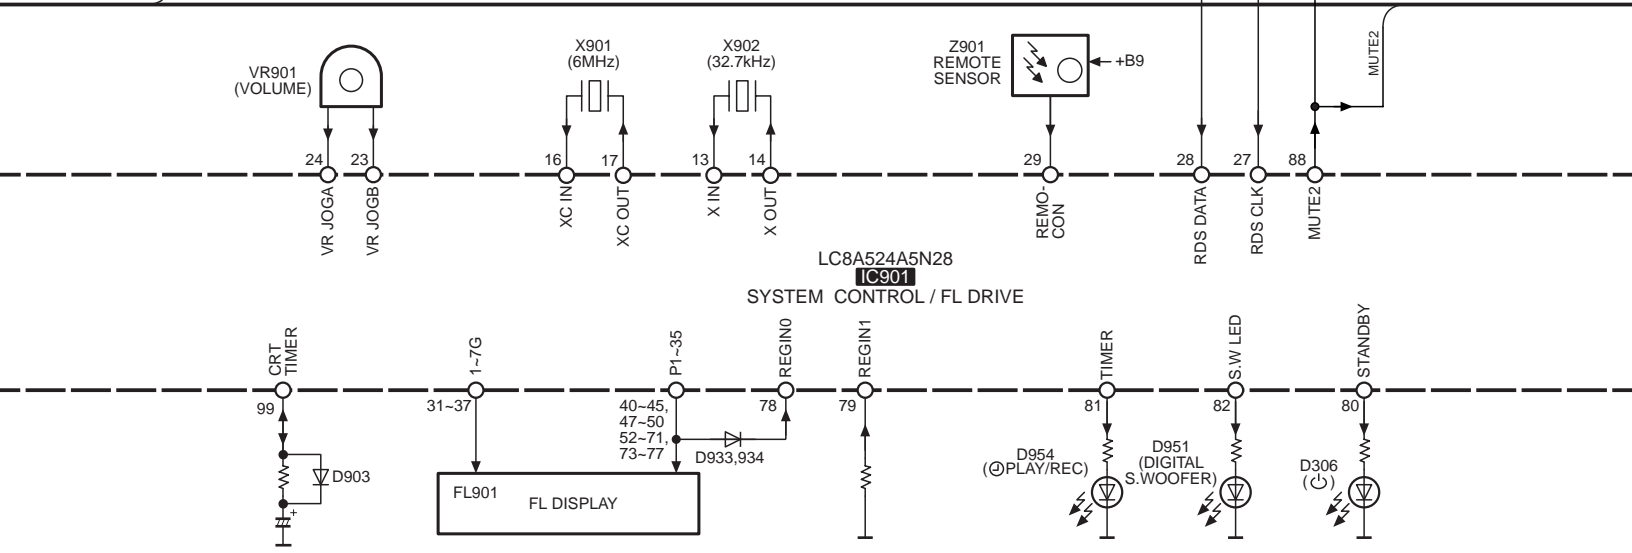 VR901
(VOLUME)
X901
(6MHz)
X902
(32.7kHz)
Z901
REMOTE
SENSOR
+B9
MUTE2
24
23
16
17
13
14
29
28
27
88
VR JOGA
VR JOGB
XC IN
XC OUT
X IN
X OUT
REMO-
CON
RDS DATA
RDS CLK
MUTE2
LC8A524A5N28
IC901
SYSTEM CONTROL / FL DRIVE
CRT
TIMER
1~7G
P1~35
REGIN0
REGIN1
TIMER
S.W LED
STANDBY
99
31~37
40~45,
47~50
52~71,
73~77
78
79
81
82
80
D903
FL901
FL DISPLAY
D933,934
D954
(PLAY/REC)
D951
(DIGITAL
S.WOOFER)
D306
(⏻)
+